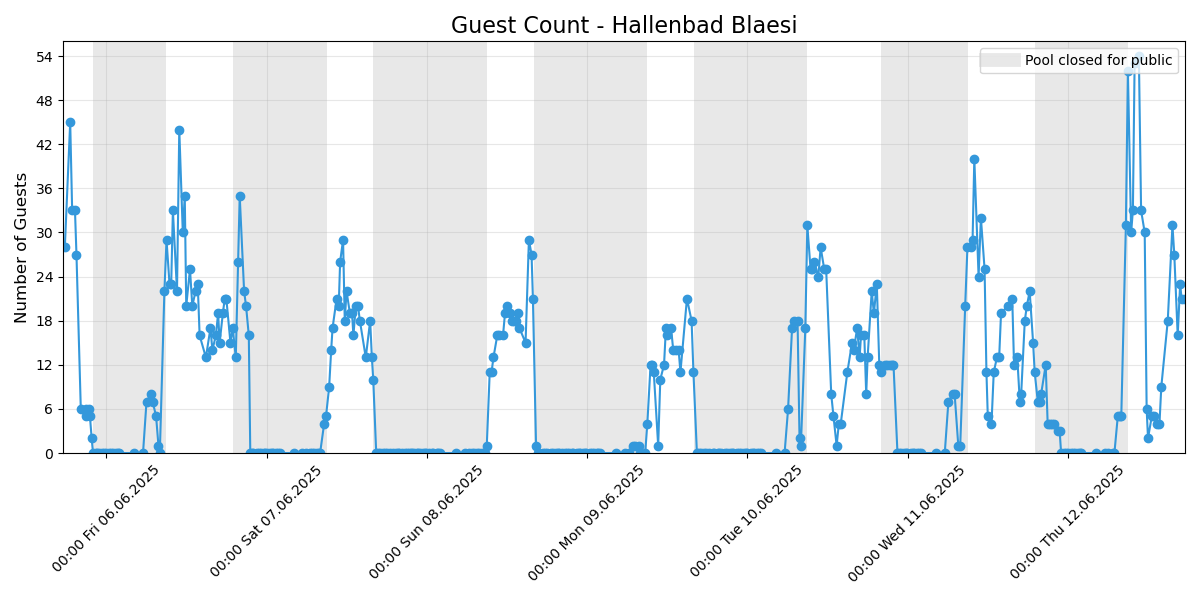 Guest Count - Hallenbad Blaesi
Pool closed for public
Number of Guests
54
48
42
36
30
24
18
12
6
0
00:00 Fri 06.06.2025
00:00 Sat 07.06.2025
00:00 Sun 08.06.2025
00:00 Mon 09.06.2025
00:00 Tue 10.06.2025
00:00 Wed 11.06.2025
00:00 Thu 12.06.2025